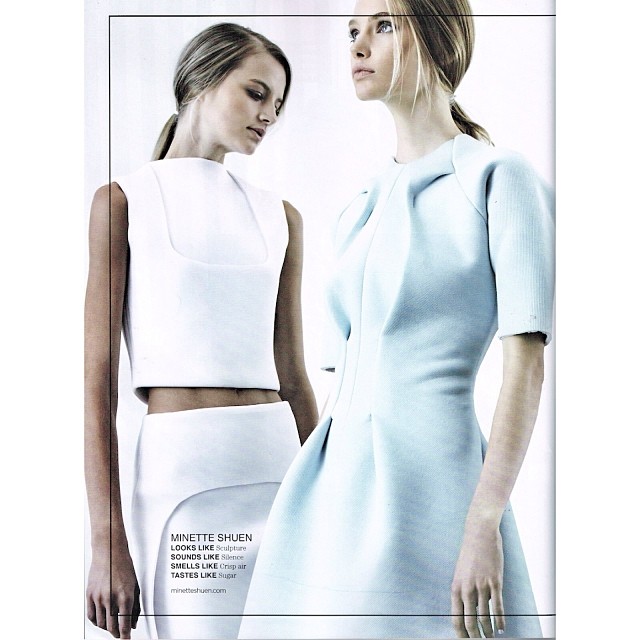 MINETTE SHUEN
LOOKS LIKE Sculpture
SOUNDS LIKE Silence
SMELLS LIKE Crisp air
TASTES LIKE Sugar
minetteshuen.com